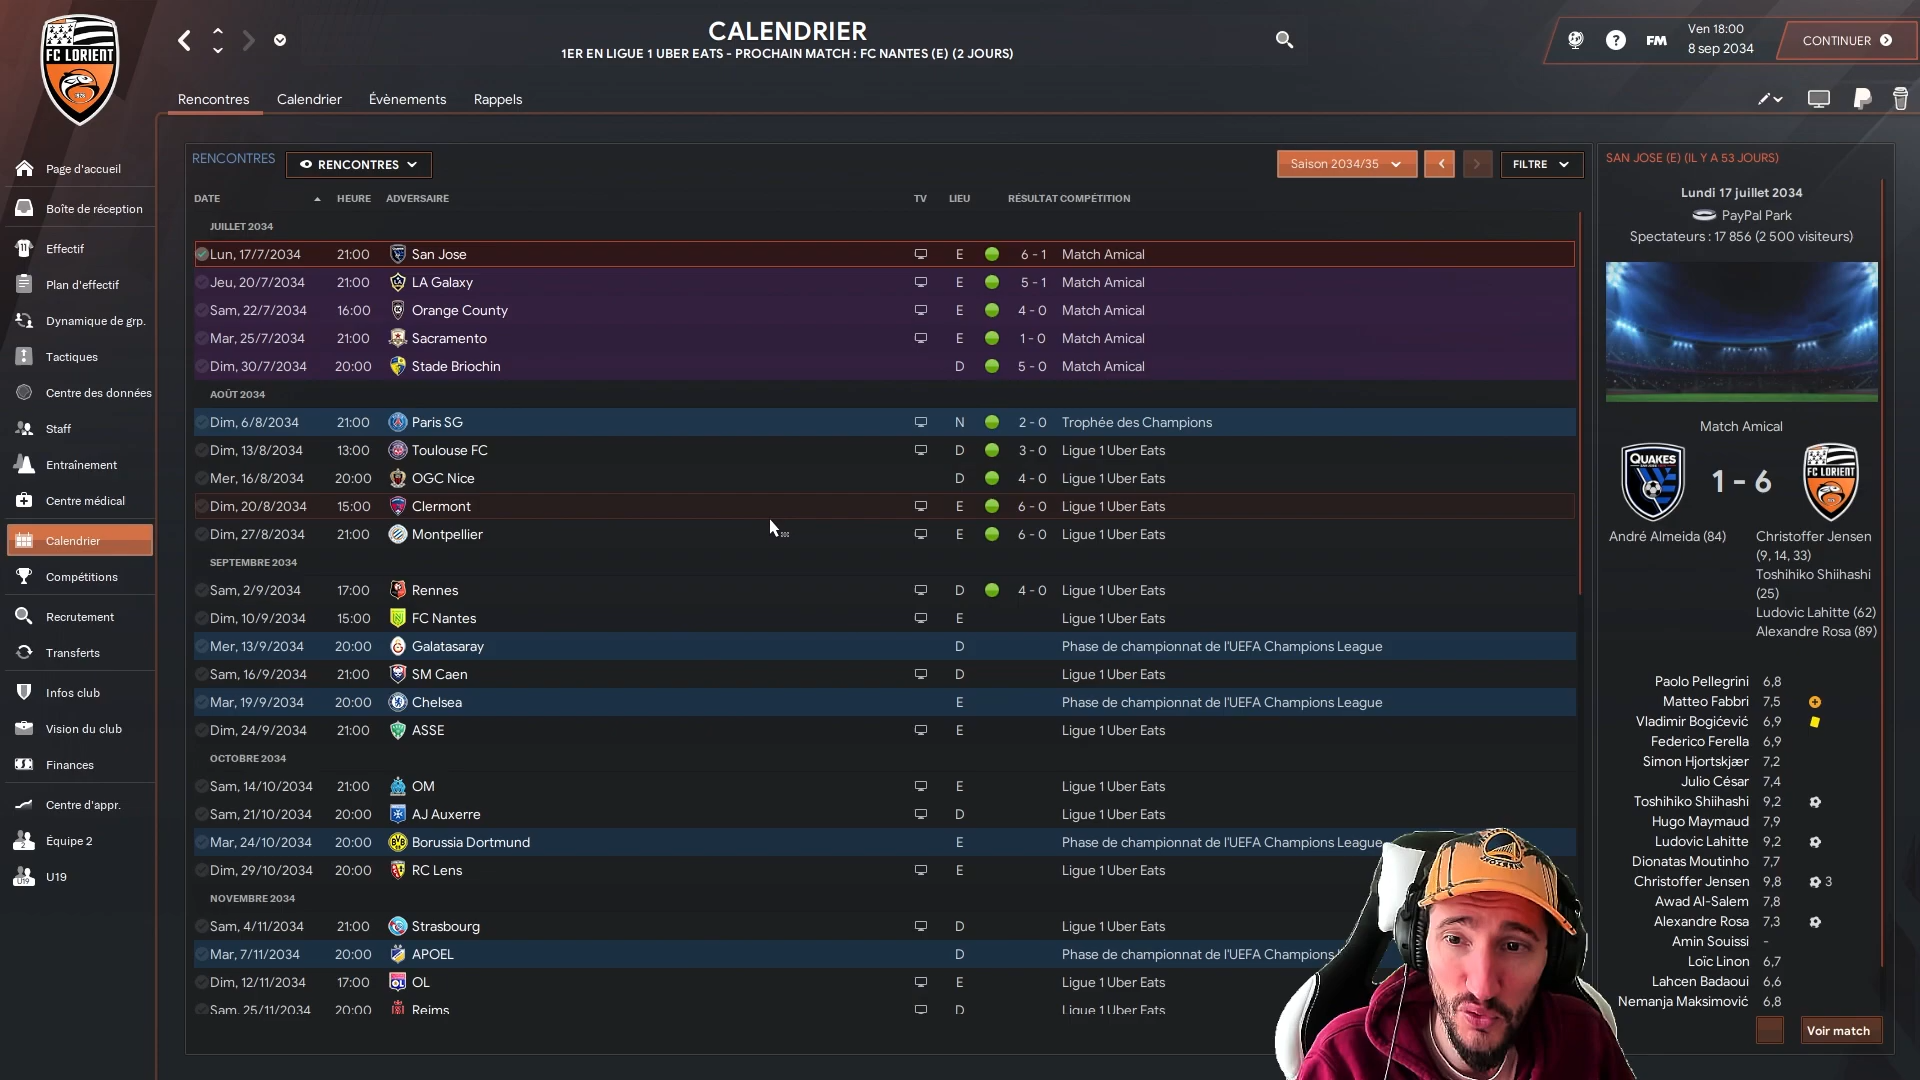 FC LORIENT
CALENDRIER
1ER EN LIGUE 1 UBER EATS - PROCHAIN MATCH : FC NANTES (E) (2 JOURS)
FM
Ven 18:00
8 sep 2034
CONTINUER
Rencontres
Calendrier
Évènements
Rappels
Page d'accueil
Boîte de réception
Effectif
Plan d'effectif
Dynamique de grp.
Tactiques
Centre des données
Staff
Entraînement
Centre médical
Calendrier
Compétitions
Recrutement
Transferts
Infos club
Vision du club
Finances
Centre d'appr.
Équipe 2
U19
RENCONTRES
RENCONTRES
Saison 2034/35
FILTRE
DATE HEURE ADVERSAIRE TV LIEU RÉSULTAT COMPÉTITION
JUILLET 2034
Lun, 17/7/2034 21:00 San Jose E 6 - 1 Match Amical
Jeu, 20/7/2034 21:00 LA Galaxy E 5 - 1 Match Amical
Sam, 22/7/2034 16:00 Orange County E 4 - 0 Match Amical
Mar, 25/7/2034 21:00 Sacramento E 1 - 0 Match Amical
Dim, 30/7/2034 20:00 Stade Briochin D 5 - 0 Match Amical
AOÛT 2034
Dim, 6/8/2034 21:00 Paris SG N 2 - 0 Trophée des Champions
Dim, 13/8/2034 13:00 Toulouse FC D 3 - 0 Ligue 1 Uber Eats
Mer, 16/8/2034 20:00 OGC Nice D 4 - 0 Ligue 1 Uber Eats
Dim, 20/8/2034 15:00 Clermont E 6 - 0 Ligue 1 Uber Eats
Dim, 27/8/2034 21:00 Montpellier E 6 - 0 Ligue 1 Uber Eats
SEPTEMBRE 2034
Sam, 2/9/2034 17:00 Rennes D 4 - 0 Ligue 1 Uber Eats
Dim, 10/9/2034 15:00 FC Nantes E Ligue 1 Uber Eats
Mer, 13/9/2034 20:00 Galatasaray D Phase de championnat de l'UEFA Champions League
Sam, 16/9/2034 21:00 SM Caen D Ligue 1 Uber Eats
Mar, 19/9/2034 20:00 Chelsea E Phase de championnat de l'UEFA Champions League
Dim, 24/9/2034 21:00 ASSE E Ligue 1 Uber Eats
OCTOBRE 2034
Sam, 14/10/2034 21:00 OM E Ligue 1 Uber Eats
Sam, 21/10/2034 20:00 AJ Auxerre D Ligue 1 Uber Eats
Mar, 24/10/2034 20:00 Borussia Dortmund E Phase de championnat de l'UEFA Champions League
Dim, 29/10/2034 20:00 RC Lens E Ligue 1 Uber Eats
NOVEMBRE 2034
Sam, 4/11/2034 21:00 Strasbourg D Ligue 1 Uber Eats
Mar, 7/11/2034 20:00 APOEL D Phase de championnat de l'UEFA Champions
Dim, 12/11/2034 17:00 OL E Ligue 1 Uber Eats
Sam, 25/11/2034 20:00 Reims D Ligue 1 Uber Eats
SAN JOSE (E) (IL Y A 53 JOURS)
Lundi 17 juillet 2034
PayPal Park
Spectateurs : 17 856 (2 500 visiteurs)
Match Amical
QUAKES
1 - 6
FC LORIENT
André Almeida (84)
Christoffer Jensen
(9, 14, 33)
Toshihiko Shiihashi
(25)
Ludovic Lahitte (62)
Alexandre Rosa (89)
Paolo Pellegrini 6,8
Matteo Fabbri 7,5
Vladimir Bogićević 6,9
Federico Ferella 6,9
Simon Hjortskjær 7,2
Julio César 7,4
Toshihiko Shiihashi 9,2
Hugo Maymaud 7,9
Ludovic Lahitte 9,2
Dionatas Moutinho 7,7
Christoffer Jensen 9,8 3
Awad Al-Salem 7,8
Alexandre Rosa 7,3
Amin Souissi -
Loïc Linon 6,7
Lahcen Badaoui 6,6
Nemanja Maksimović 6,8
Voir match